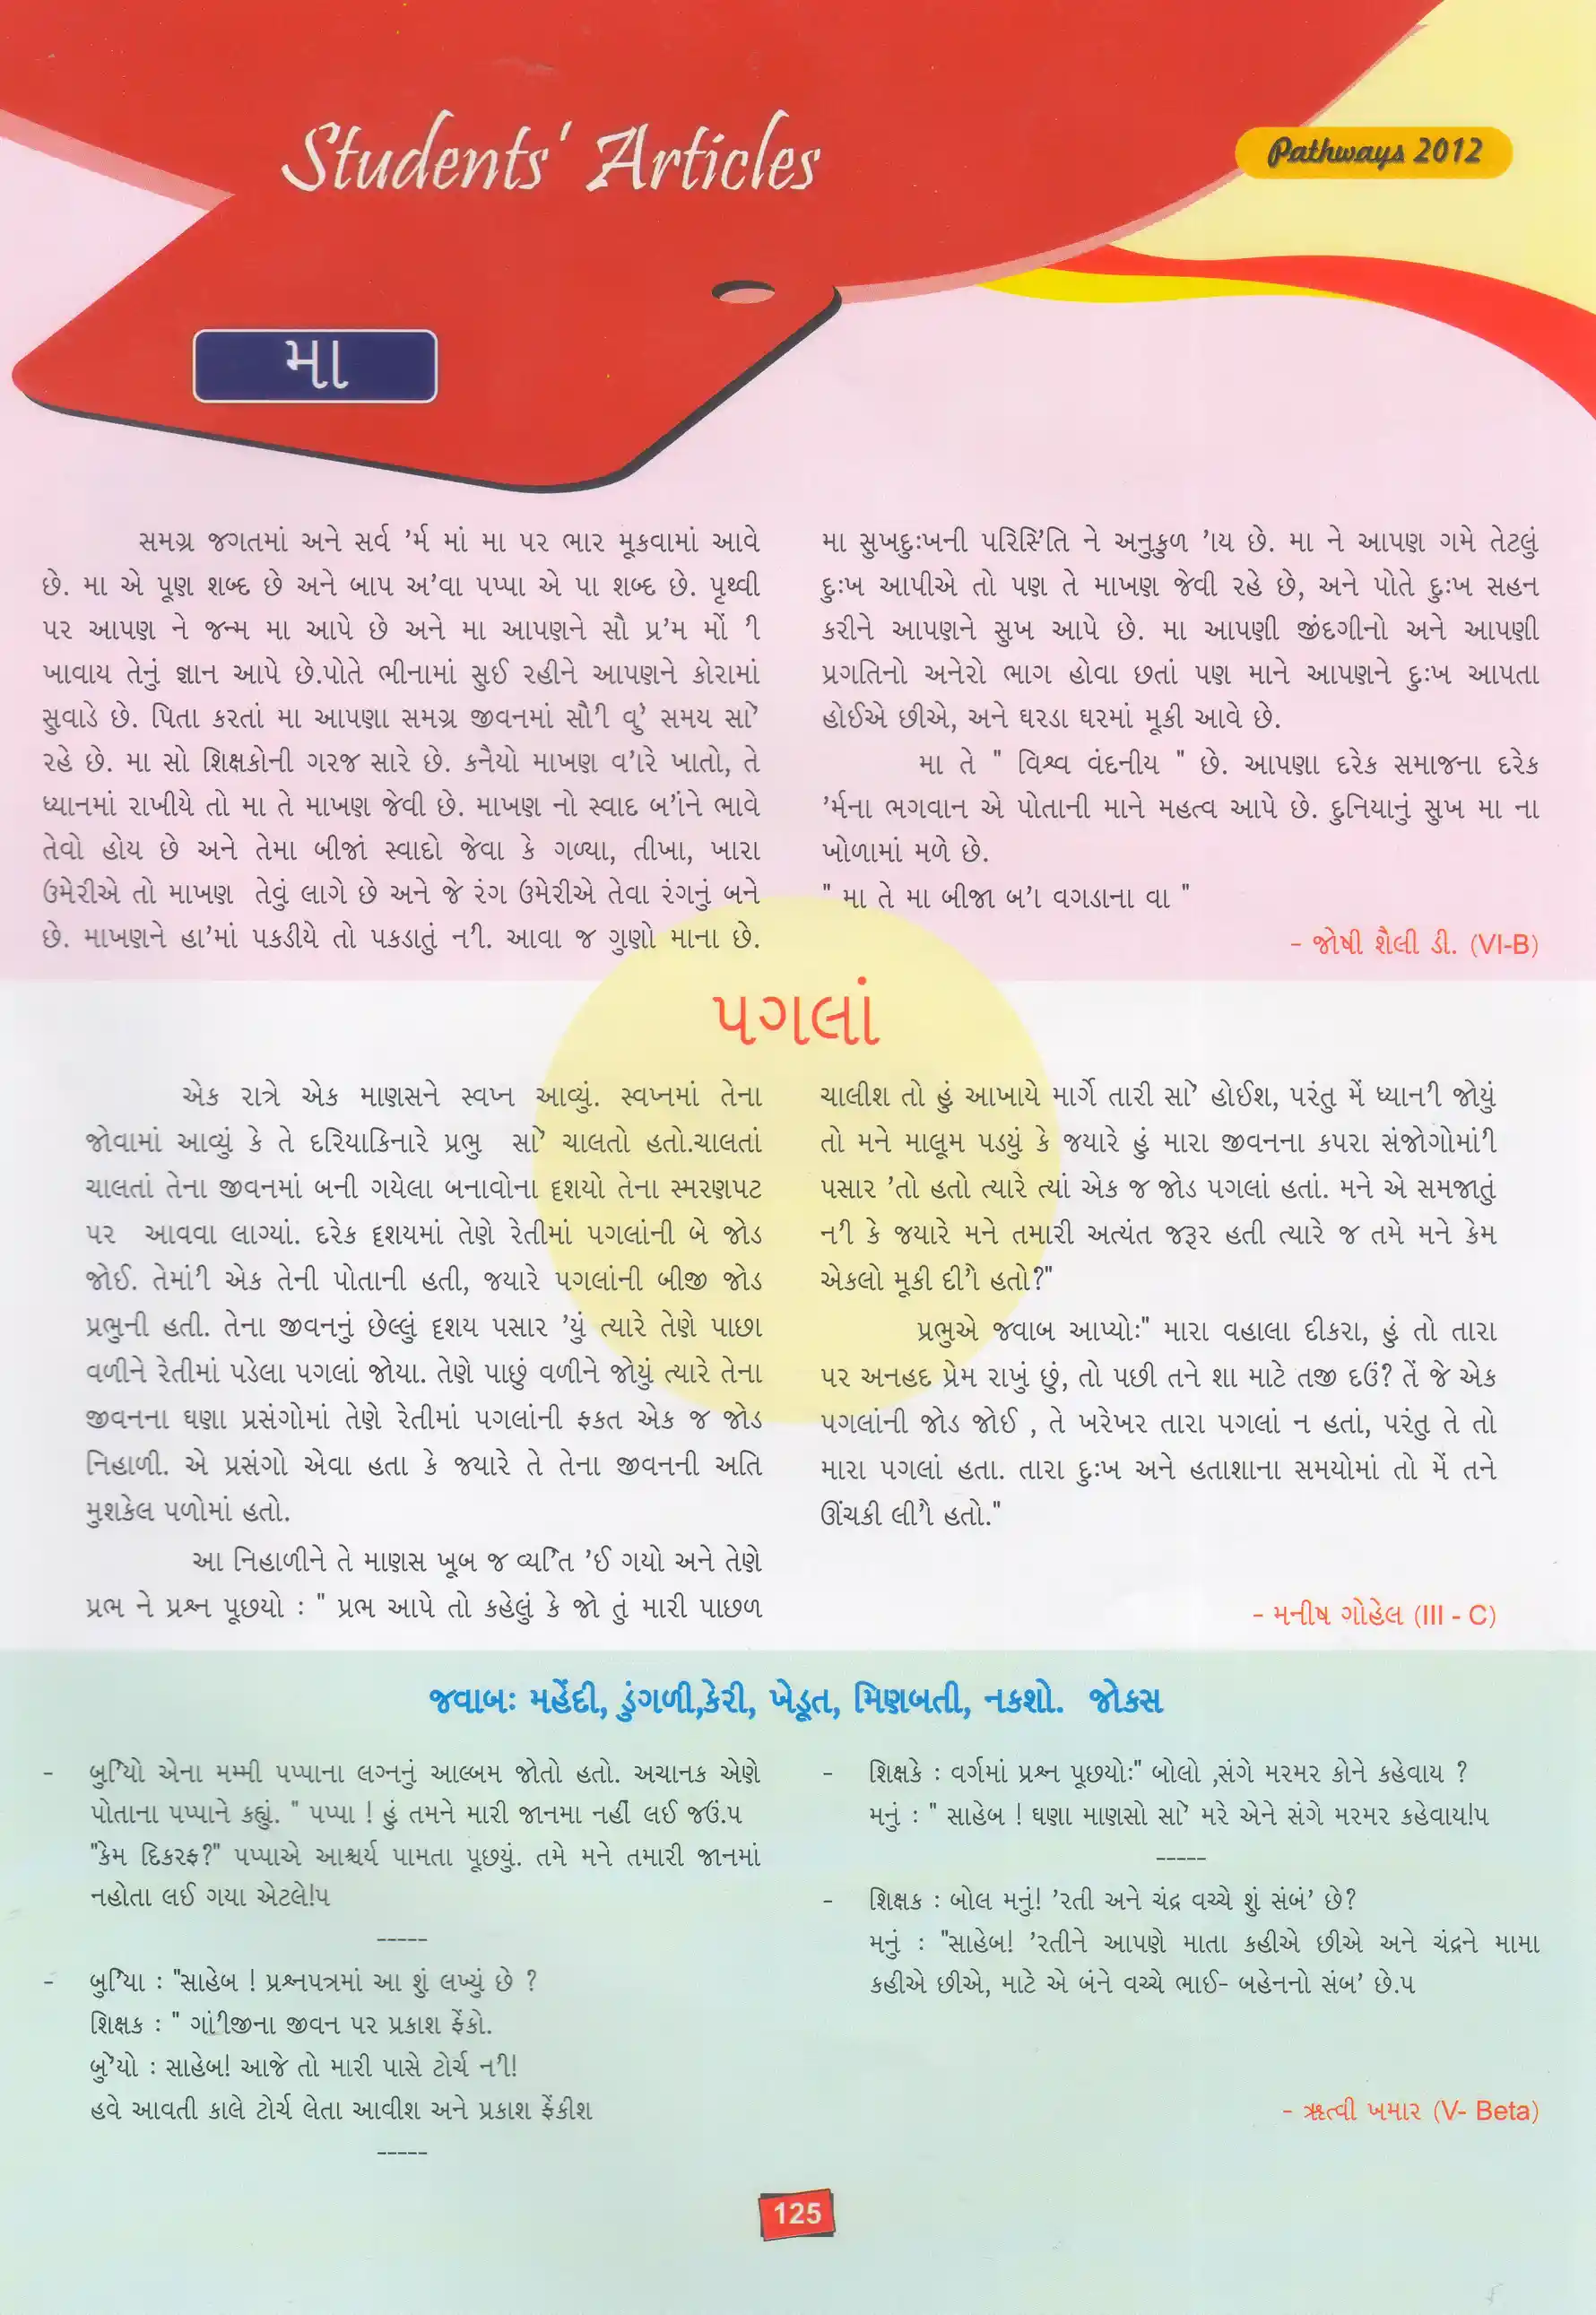 Students' Articles
Pathways 2012
મા
સમગ્ર જગતમાં અને સર્વ ’ર્મ માં મા પર ભાર મૂકવામાં આવે
છે. મા એ પૂણ શબ્દ છે અને બાપ અ’વા પપ્પા એ પા શબ્દ છે. પૃથ્વી
પર આપણ ને જન્મ મા આપે છે અને મા આપણને સૌ પ્ર’મ મોં ી
ખાવાય તેનું જ્ઞાન આપે છે.પોતે ભીનામાં સુઈ રહીને આપણને કોરામાં
સુવાડે છે. પિતા કરતાં મા આપણા સમગ્ર જીવનમાં સૌ’ી વુ’ સમય સા’ે
રહે છે. મા સો શિક્ષકોની ગરજ સારે છે. કનૈયો માખણ વ’ારે ખાતો, તે
ધ્યાનમાં રાખીયે તો મા તે માખણ જેવી છે. માખણ નો સ્વાદ બ’ાંને ભાવે
તેવો હોય છે અને તેમા બીજાં સ્વાદો જેવા કે ગળ્યા, તીખા, ખારા
ઉમેરીએ તો માખણ તેવું લાગે છે અને જે રંગ ઉમેરીએ તેવા રંગનું બને
છે. માખણને હા’માં પકડીયે તો પકડાતું ન’ી. આવા જ ગુણો માના છે.
મા સુખદુઃખની પરિસ્િ’તિ ને અનુકુળ ’ાય છે. મા ને આપણ ગમે તેટલું
દુઃખ આપીએ તો પણ તે માખણ જેવી રહે છે, અને પોતે દુઃખ સહન
કરીને આપણને સુખ આપે છે. મા આપણી જીંદગીનો અને આપણી
પ્રગતિનો અનેરો ભાગ હોવા છતાં પણ માને આપણને દુઃખ આપતા
હોઈએ છીએ, અને ઘરડા ઘરમાં મૂકી આવે છે.
મા તે " વિશ્વ વંદનીય " છે. આપણા દરેક સમાજના દરેક
’ર્મના ભગવાન એ પોતાની માને મહત્વ આપે છે. દુનિયાનું સુખ મા ના
ખોળામાં મળે છે.
" મા તે મા બીજા બ’ા વગડાના વા "
- જોષી શૈલી ડી. (VI-B)
પગલાં
એક રાત્રે એક માણસને સ્વપ્ન આવ્યું. સ્વપ્નમાં તેના
જોવામાં આવ્યું કે તે દરિયાકિનારે પ્રભુ સા’ે ચાલતો હતો.ચાલતાં
ચાલતાં તેના જીવનમાં બની ગયેલા બનાવોના દૃશયો તેના સ્મરણપટ
પર આવવા લાગ્યાં. દરેક દૃશયમાં તેણે રેતીમાં પગલાંની બે જોડ
જોઈ. તેમાં’ી એક તેની પોતાની હતી, જયારે પગલાંની બીજી જોડ
પ્રભુની હતી. તેના જીવનનું છેલ્લું દૃશય પસાર ’યું ત્યારે તેણે પાછા
વળીને રેતીમાં પડેલા પગલાં જોયા. તેણે પાછું વળીને જોયું ત્યારે તેના
જીવનના ઘણા પ્રસંગોમાં તેણે રેતીમાં પગલાંની ફકત એક જ જોડ
નિહાળી. એ પ્રસંગો એવા હતા કે જયારે તે તેના જીવનની અતિ
મુશકેલ પળોમાં હતો.
આ નિહાળીને તે માણસ ખૂબ જ વ્યિ’ત ’ઈ ગયો અને તેણે
પ્રભ ને પ્રશ્ન પૂછયો : " પ્રભ આપે તો કહેલું કે જો તું મારી પાછળ
ચાલીશ તો હું આખાયે માર્ગે તારી સા’ે હોઈશ, પરંતુ મેં ધ્યાન’ી જોયું
તો મને માલૂમ પડયું કે જયારે હું મારા જીવનના કપરા સંજોગોમાં’ી
પસાર ’તો હતો ત્યારે ત્યાં એક જ જોડ પગલાં હતાં. મને એ સમજાતું
ન’ી કે જયારે મને તમારી અત્યંત જરૂર હતી ત્યારે જ તમે મને કેમ
એકલો મૂકી દી’ો હતો?"
પ્રભુએ જવાબ આપ્યોઃ" મારા વહાલા દીકરા, હું તો તારા
પર અનહદ પ્રેમ રાખું છું, તો પછી તને શા માટે તજી દઉં? તેં જે એક
પગલાંની જોડ જોઈ , તે ખરેખર તારા પગલાં ન હતાં, પરંતુ તે તો
મારા પગલાં હતા. તારા દુઃખ અને હતાશાના સમયોમાં તો મેં તને
ઊંચકી લી’ો હતો."
- મનીષ ગોહેલ (III - C)
જવાબઃ મહેંદી, ડુંગળી,કેરી, ખેડૂત, મિણબતી, નકશો. જોકસ
- બુિ’યો એના મમ્મી પપ્પાના લગ્નનું આલ્બમ જોતો હતો. અચાનક એણે
પોતાના પપ્પાને કહ્યું. " પપ્પા ! હું તમને મારી જાનમા નહીં લઈ જઉં.પ
"કેમ દિકરફ?" પપ્પાએ આશ્ચર્ય પામતા પૂછયું. તમે મને તમારી જાનમાં
નહોતા લઈ ગયા એટલે!પ
-----
- બુિ’યા : "સાહેબ ! પ્રશ્નપત્રમાં આ શું લખ્યું છે ?
શિક્ષક : " ગાં’ીજીના જીવન પર પ્રકાશ ફેંકો.
બુ’ેયો : સાહેબ! આજે તો મારી પાસે ટોર્ચ ન’ી!
હવે આવતી કાલે ટોર્ચ લેતા આવીશ અને પ્રકાશ ફેંકીશ
-----
- શિક્ષકે : વર્ગમાં પ્રશ્ન પૂછયોઃ" બોલો ,સંગે મરમર કોને કહેવાય ?
મનું : " સાહેબ ! ઘણા માણસો સા’ે મરે એને સંગે મરમર કહેવાય!પ
-----
- શિક્ષક : બોલ મનું! ’રતી અને ચંદ્ર વચ્ચે શું સંબં’ છે?
મનું : "સાહેબ! ’રતીને આપણે માતા કહીએ છીએ અને ચંદ્રને મામા
કહીએ છીએ, માટે એ બંને વચ્ચે ભાઈ- બહેનનો સંબ’ છે.પ
- ઋત્વી ખમાર (V- Beta)
125